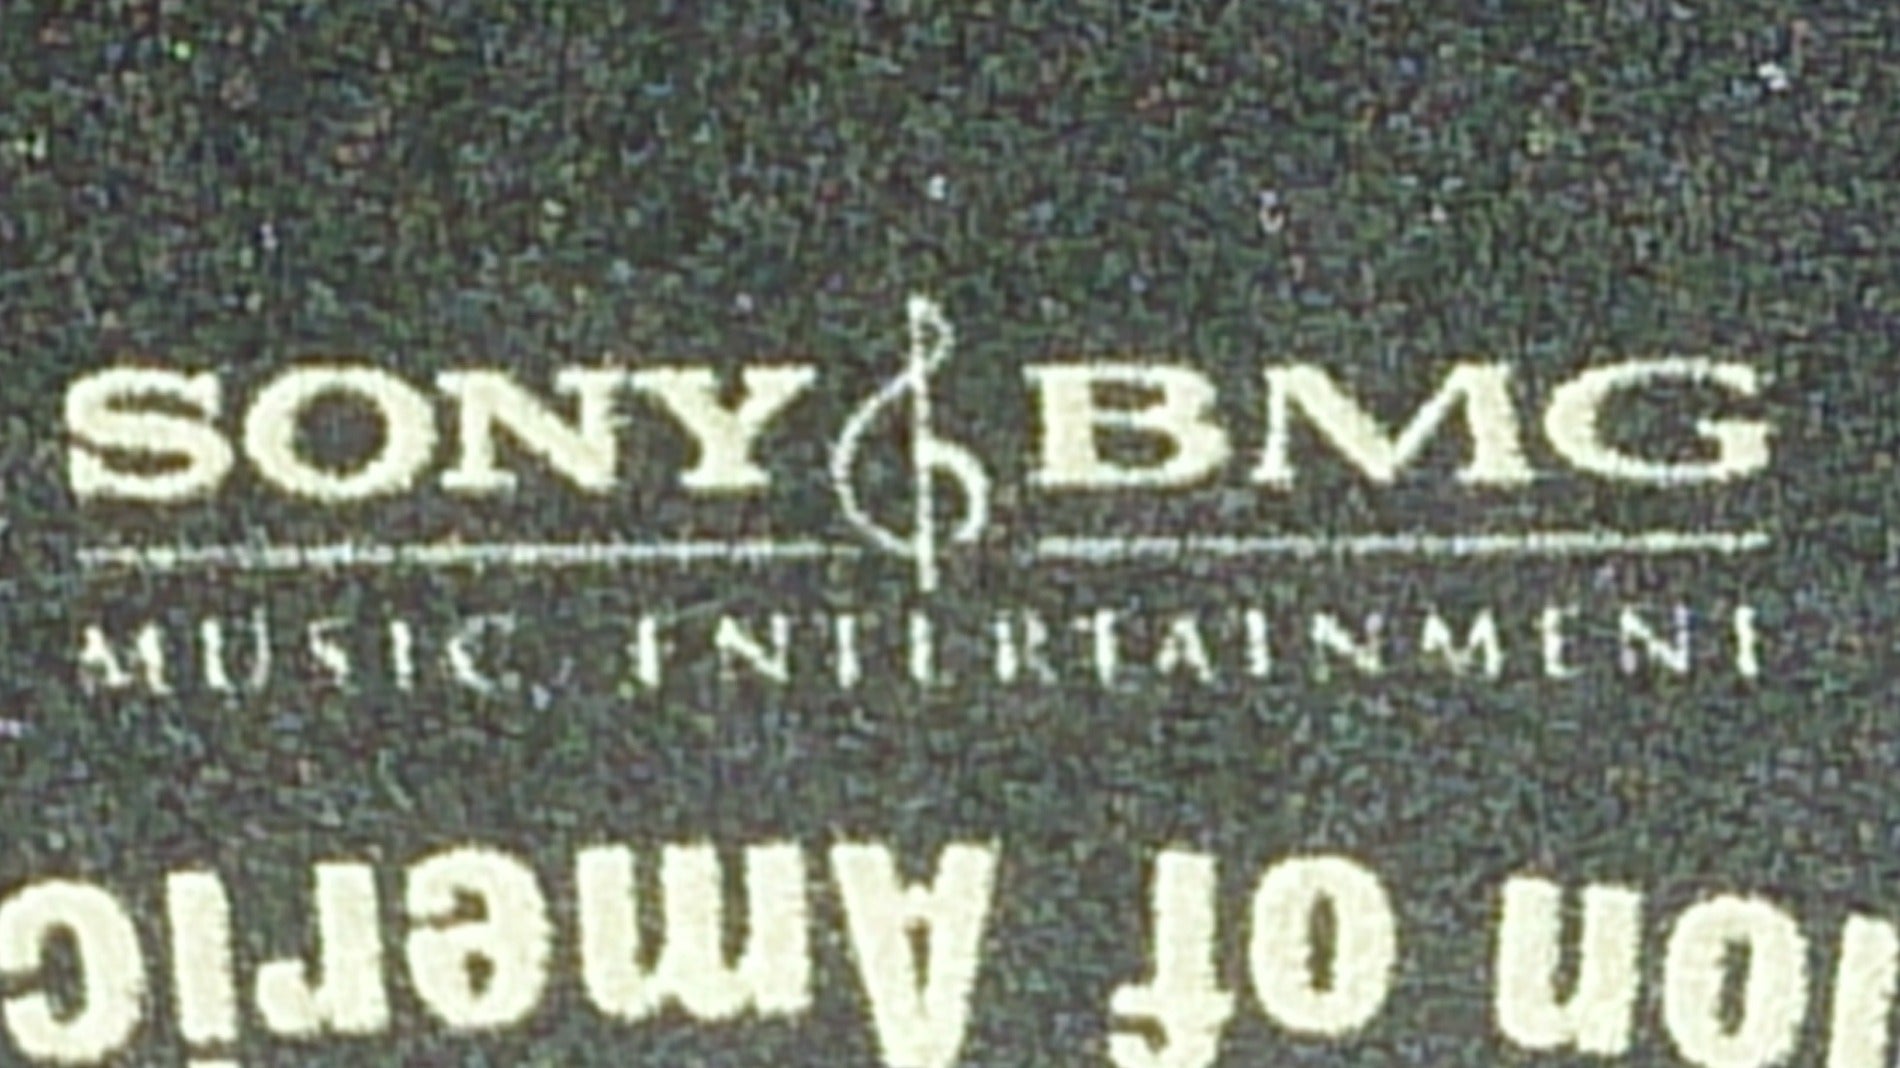 SONY BMG
MUSIC ENTERTAINMENT
ion of Americ